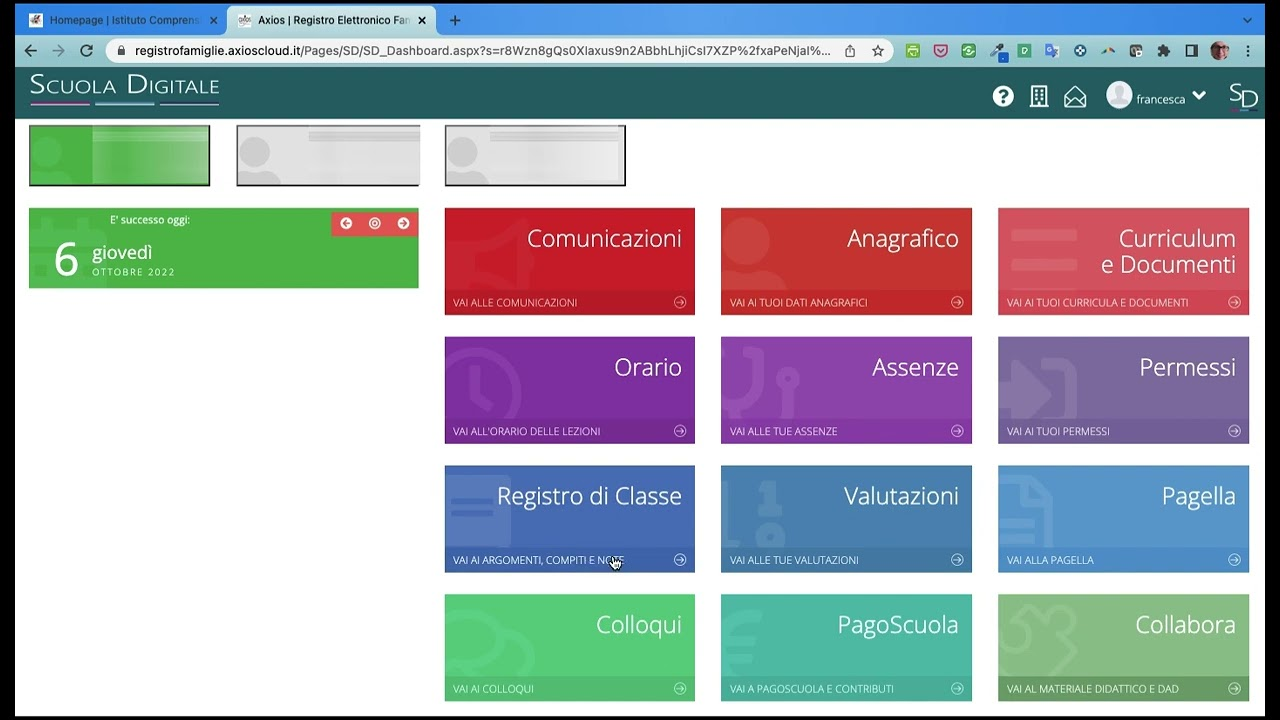 Homepage | Istituto Comprens
Axios | Registro Elettronico Fam
registrofamiglie.axioscloud.it/Pages/SD/SD_Dashboard.aspx?s=r8Wzn8gQs0XIaxus9n2ABbhLhjiCsI7XZP%2fxaPeNjaI%...
SCUOLA DIGITALE
francesca
SD
E' successo oggi:
6
giovedì
OTTOBRE 2022
Comunicazioni
VAI ALLE COMUNICAZIONI
Anagrafico
VAI AI TUOI DATI ANAGRAFICI
Curriculum
e Documenti
VAI AI TUOI CURRICULA E DOCUMENTI
Orario
VAI ALL'ORARIO DELLE LEZIONI
Assenze
VAI ALLE TUE ASSENZE
Permessi
VAI AI TUOI PERMESSI
Registro di Classe
VAI AI ARGOMENTI, COMPITI E NOTE
Valutazioni
VAI ALLE TUE VALUTAZIONI
Pagella
VAI ALLA PAGELLA
Colloqui
VAI AI COLLOQUI
PagoScuola
VAI A PAGOSCUOLA E CONTRIBUTI
Collabora
VAI AL MATERIALE DIDATTICO E DAD